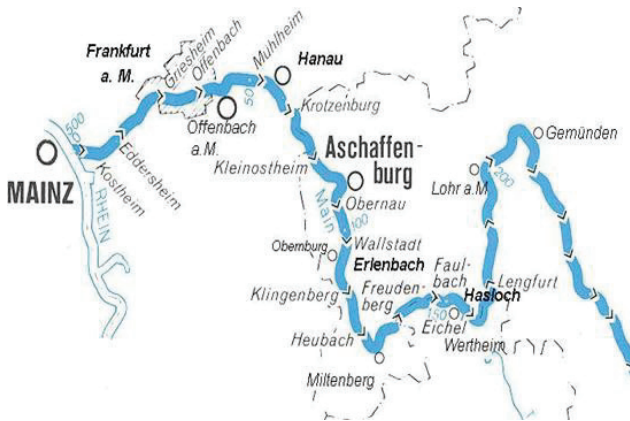 Frankfurt
a. M.
Griesheim
Offenbach
Mühlheim
Hanau
50
500
Krotzenburg
Offenbach
a.M.
Eddersheim
Kostheim
MAINZ
RHEIN
Kleinostheim
Aschaffen-
burg
Main
Obernau
100
Obernburg
Wallstadt
Erlenbach
Klingenberg
Freuden-
berg
Faul-
bach
Hasloch
150
Eichel
Wertheim
Lengfurt
Heubach
Miltenberg
Lohr a.M
200
Gemünden